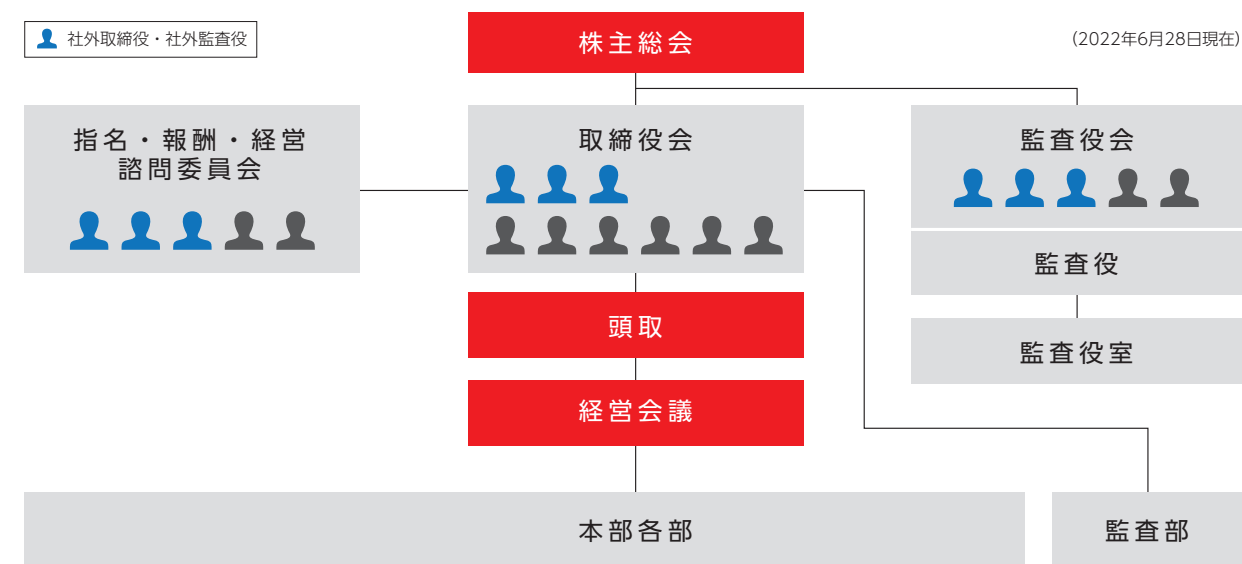 社外取締役・社外監査役
株主総会
(2022年6月28日現在)
指名・報酬・経営
諮問委員会
取締役会
監査役会
監査役
監査役室
頭取
経営会議
本部各部
監査部